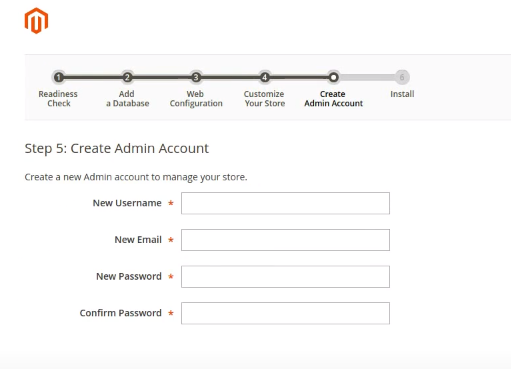 1 2 3 4 6
Readiness Check
Add a Database
Web Configuration
Customize Your Store
Create Admin Account
Install
Step 5: Create Admin Account
Create a new Admin account to manage your store.
New Username *
New Email *
New Password *
Confirm Password *